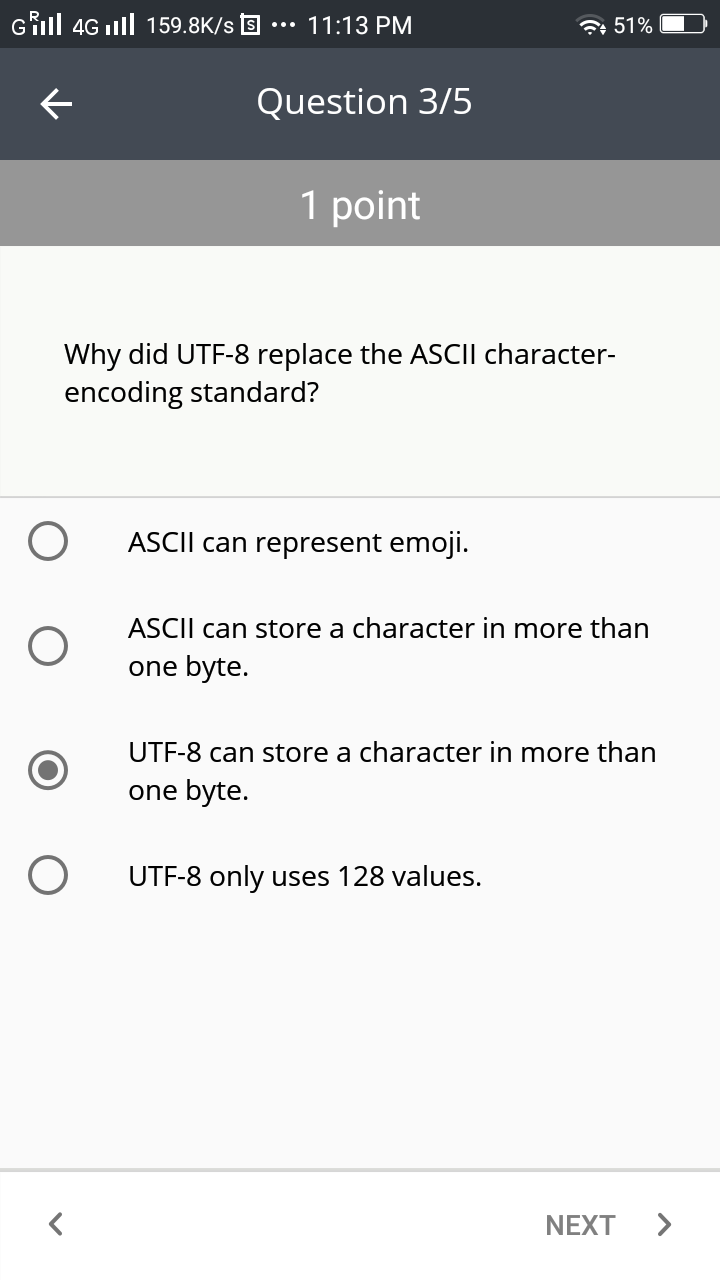 G R 4G 159.8K/s S ... 11:13 PM 51%
Question 3/5
1 point
Why did UTF-8 replace the ASCII character-
encoding standard?
ASCII can represent emoji.
ASCII can store a character in more than
one byte.
UTF-8 can store a character in more than
one byte.
UTF-8 only uses 128 values.
NEXT